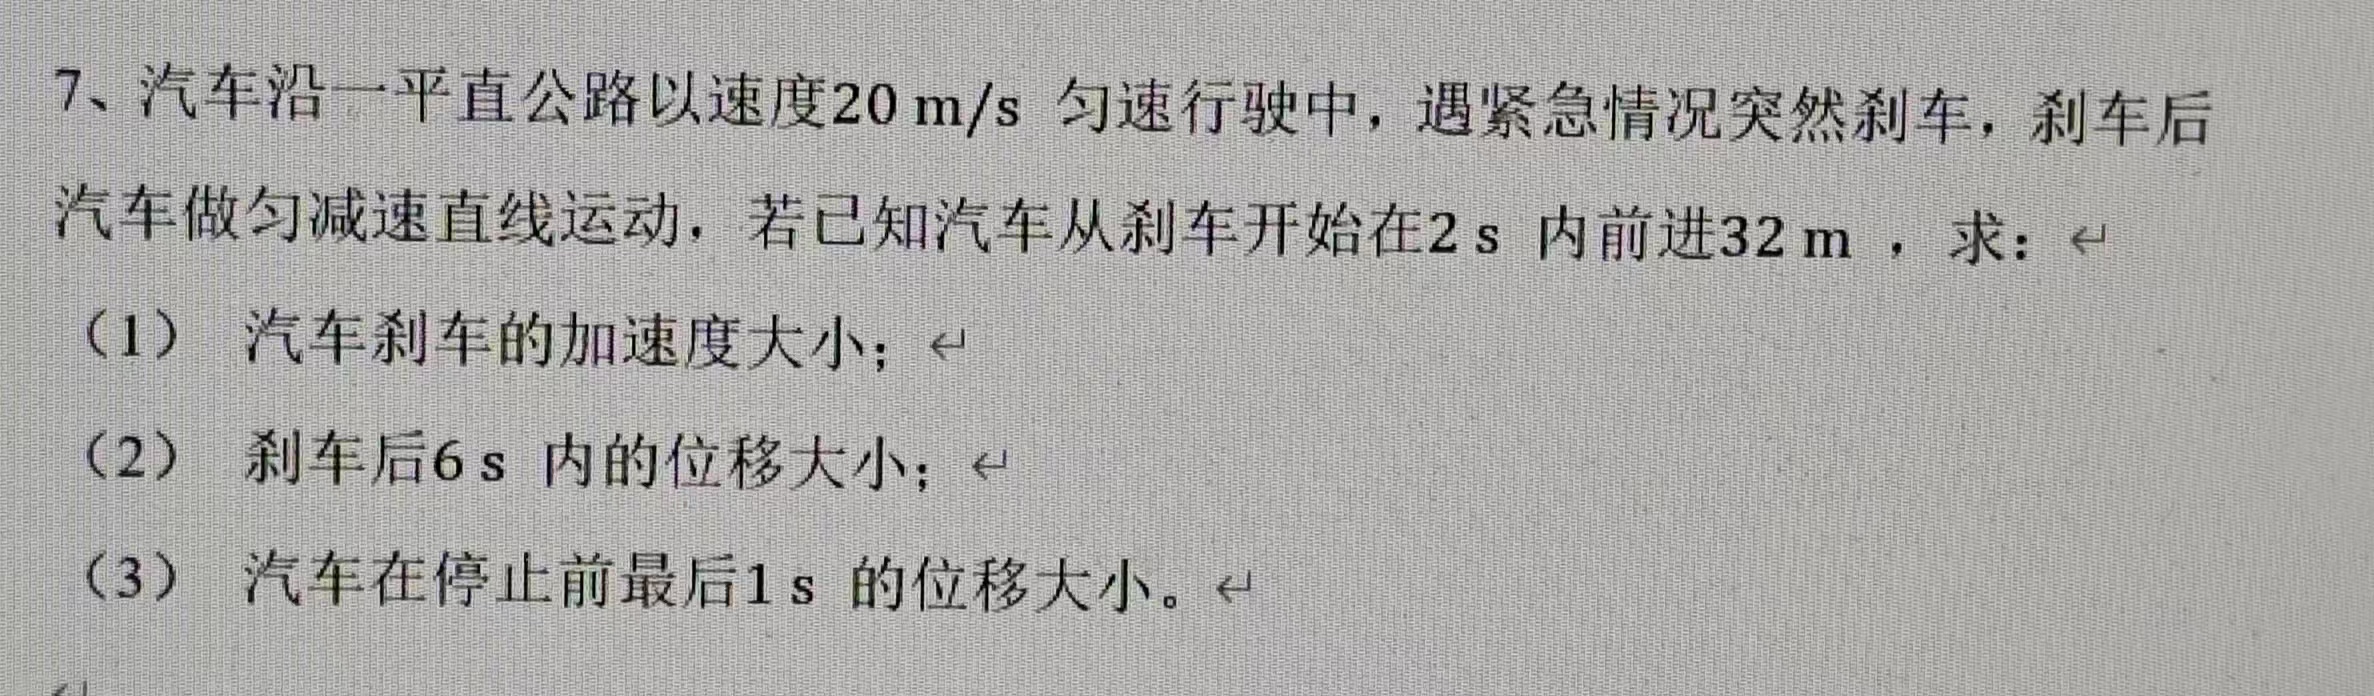 7、汽车沿一平直公路以速度20 m/s 匀速行驶中，遇紧急情况突然刹车，刹车后
汽车做匀减速直线运动．若已知汽车从刹车开始在2 s 内前进32 m ，求：↵
（1） 汽车刹车的加速度大小；↵
（2） 刹车后6 s 内的位移大小；↵
（3） 汽车在停止前最后1 s 的位移大小。↵